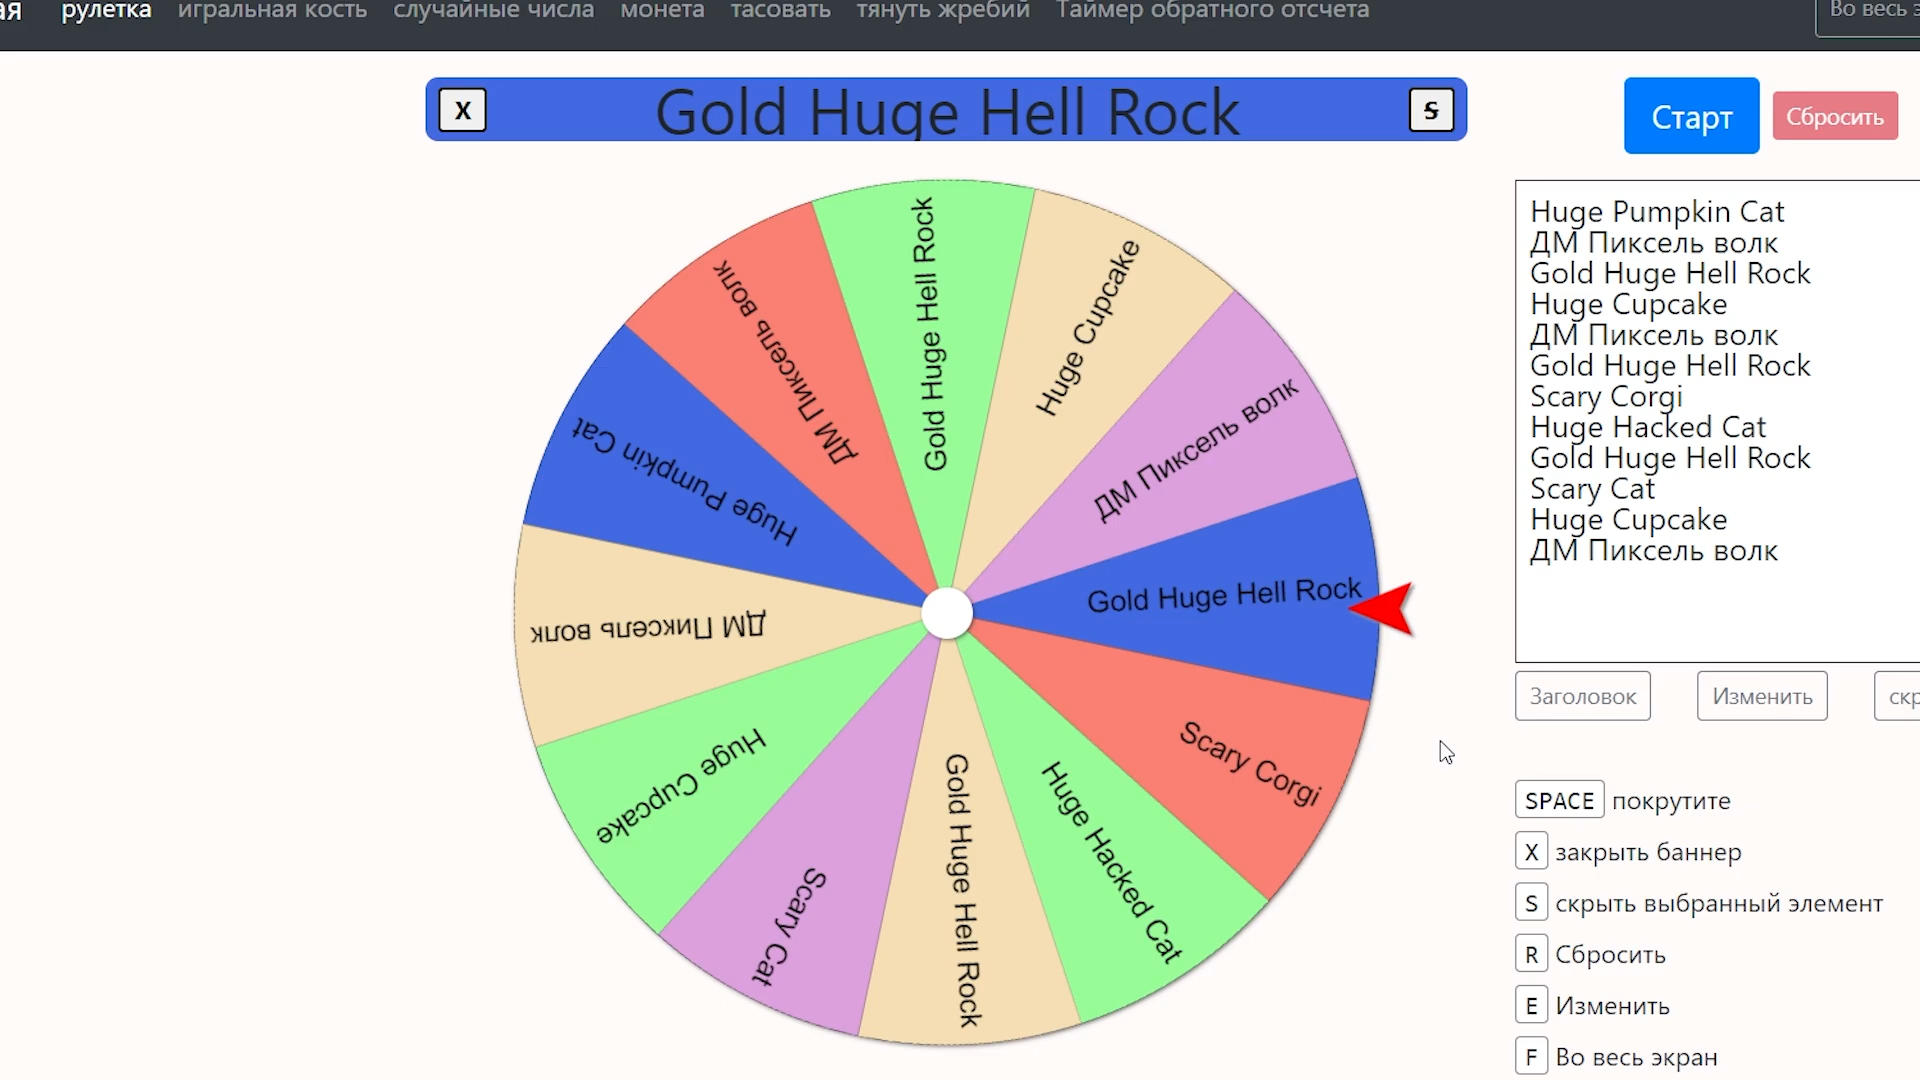 ая рулетка игральная кость случайные числа монета тасовать тянуть жребий Таймер обратного отсчета Во весь э
X Gold Huge Hell Rock S
Старт Сбросить
Huge Pumpkin Cat
ДМ Пиксель волк
Gold Huge Hell Rock
Huge Cupcake
ДМ Пиксель волк
Gold Huge Hell Rock
Scary Corgi
Huge Hacked Cat
Gold Huge Hell Rock
Scary Cat
Huge Cupcake
ДМ Пиксель волк
Gold Huge Hell Rock
Huge Cupcake
ДМ Пиксель волк
Gold Huge Hell Rock
Scary Corgi
Huge Hacked Cat
Gold Huge Hell Rock
Scary Cat
Huge Cupcake
ДМ Пиксель волк
Huge Pumpkin Cat
ДМ Пиксель волк
Заголовок Изменить скр
SPACE покрутите
X закрыть баннер
S скрыть выбранный элемент
R Сбросить
E Изменить
F Во весь экран